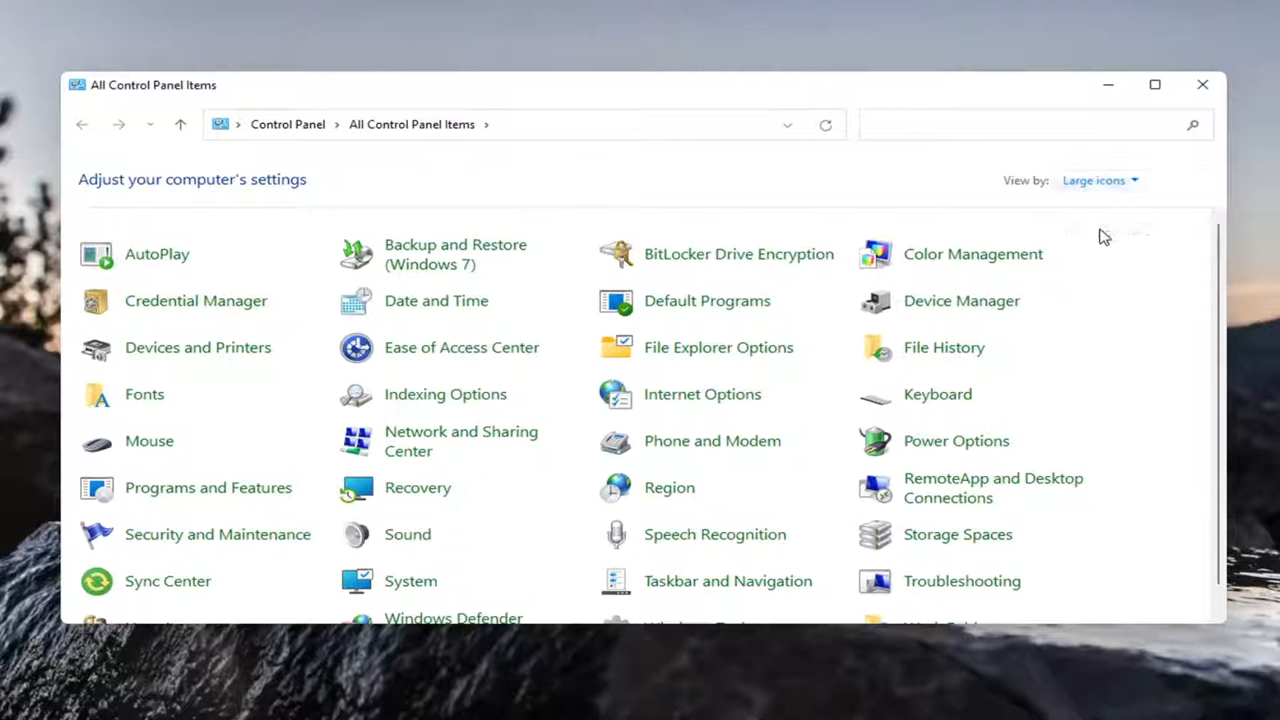 All Control Panel Items
Control Panel
All Control Panel Items
Adjust your computer's settings
View by:
Large icons
AutoPlay
Backup and Restore
(Windows 7)
BitLocker Drive Encryption
Color Management
Credential Manager
Date and Time
Default Programs
Device Manager
Devices and Printers
Ease of Access Center
File Explorer Options
File History
Fonts
Indexing Options
Internet Options
Keyboard
Mouse
Network and Sharing
Center
Phone and Modem
Power Options
Programs and Features
Recovery
Region
RemoteApp and Desktop
Connections
Security and Maintenance
Sound
Speech Recognition
Storage Spaces
Sync Center
System
Taskbar and Navigation
Troubleshooting
Windows Defender